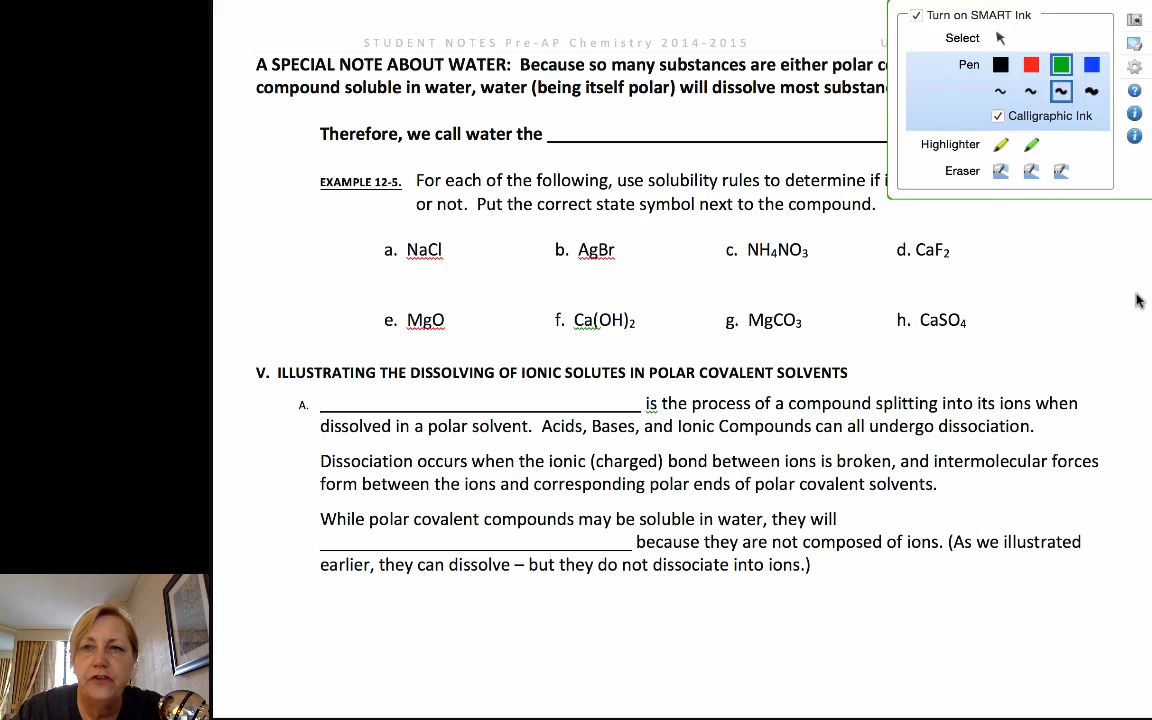 STUDENT NOTES Pre-AP Chemistry 2014-2015
A SPECIAL NOTE ABOUT WATER: Because so many substances are either polar
compound soluble in water, water (being itself polar) will dissolve most
Therefore, we call water the
EXAMPLE 12-5. For each of the following, use solubility rules to determine if
or not. Put the correct state symbol next to the compound.
a. NaCl b. AgBr c. NH4NO3 d. CaF2
e. MgO f. Ca(OH)2 g. MgCO3 h. CaSO4
V. ILLUSTRATING THE DISSOLVING OF IONIC SOLUTES IN POLAR COVALENT SOLVENTS
A. is the process of a compound splitting into its ions when
dissolved in a polar solvent. Acids, Bases, and Ionic Compounds can all undergo dissociation.
Dissociation occurs when the ionic (charged) bond between ions is broken, and intermolecular forces
form between the ions and corresponding polar ends of polar covalent solvents.
While polar covalent compounds may be soluble in water, they will
because they are not composed of ions. (As we illustrated
earlier, they can dissolve – but they do not dissociate into ions.)
Turn on SMART Ink
Select
Pen
Calligraphic Ink
Highlighter
Eraser